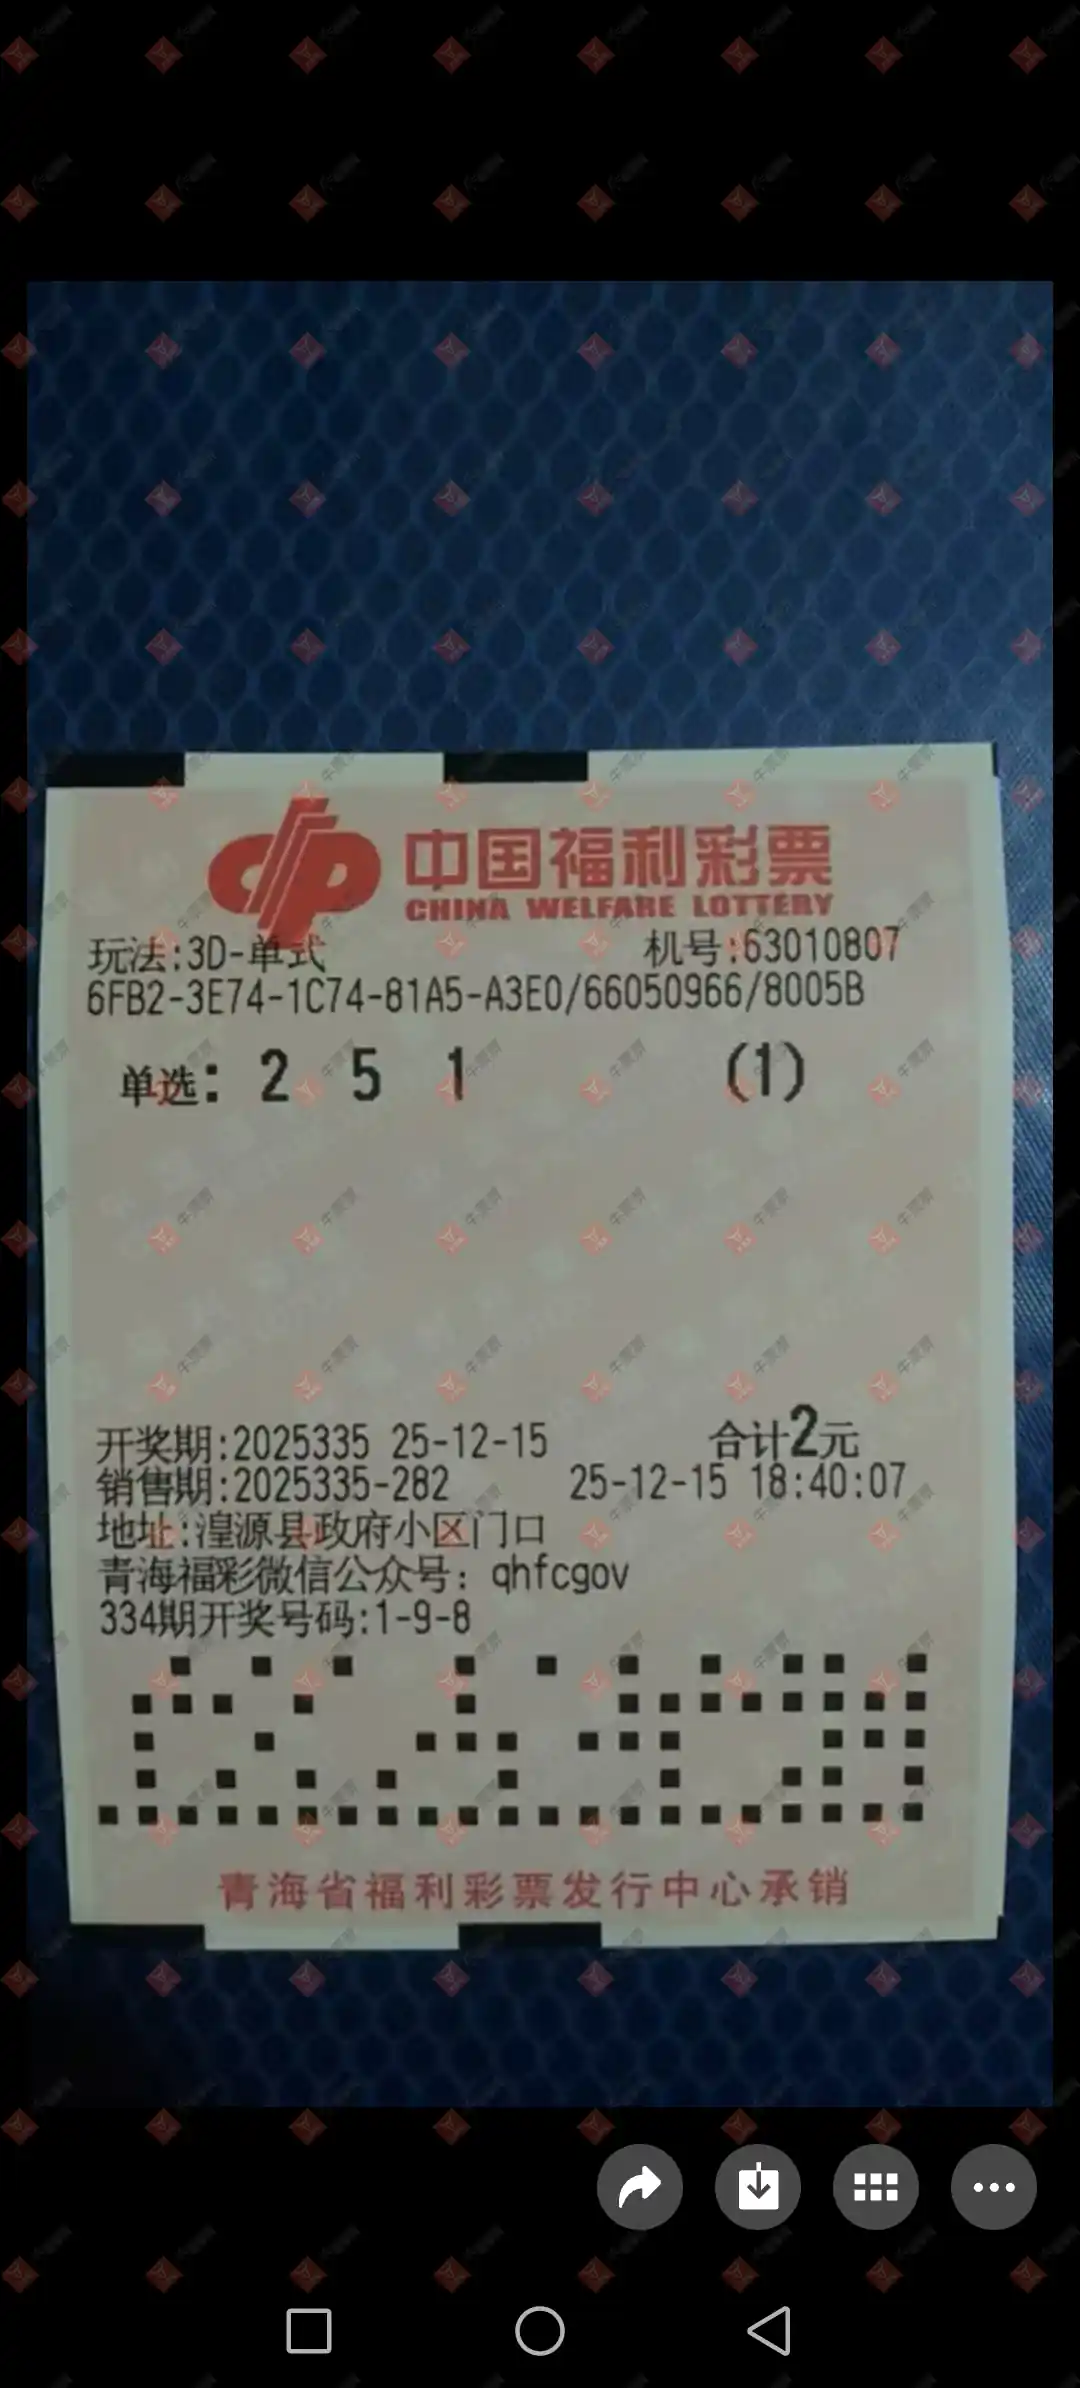 中国福利彩票
CHINA WELFARE LOTTERY
玩法:3D-单式 机号:63010807
6FB2-3E74-1C74-81A5-A3E0/66050966/8005B
单选: 2 5 1 (1)
开奖期:2025335 25-12-15 合计2元
销售期:2025335-282 25-12-15 18:40:07
地址:湟源县政府小区门口
青海福彩微信公众号: qhfcgov
334期开奖号码:1-9-8
青海省福利彩票发行中心承销